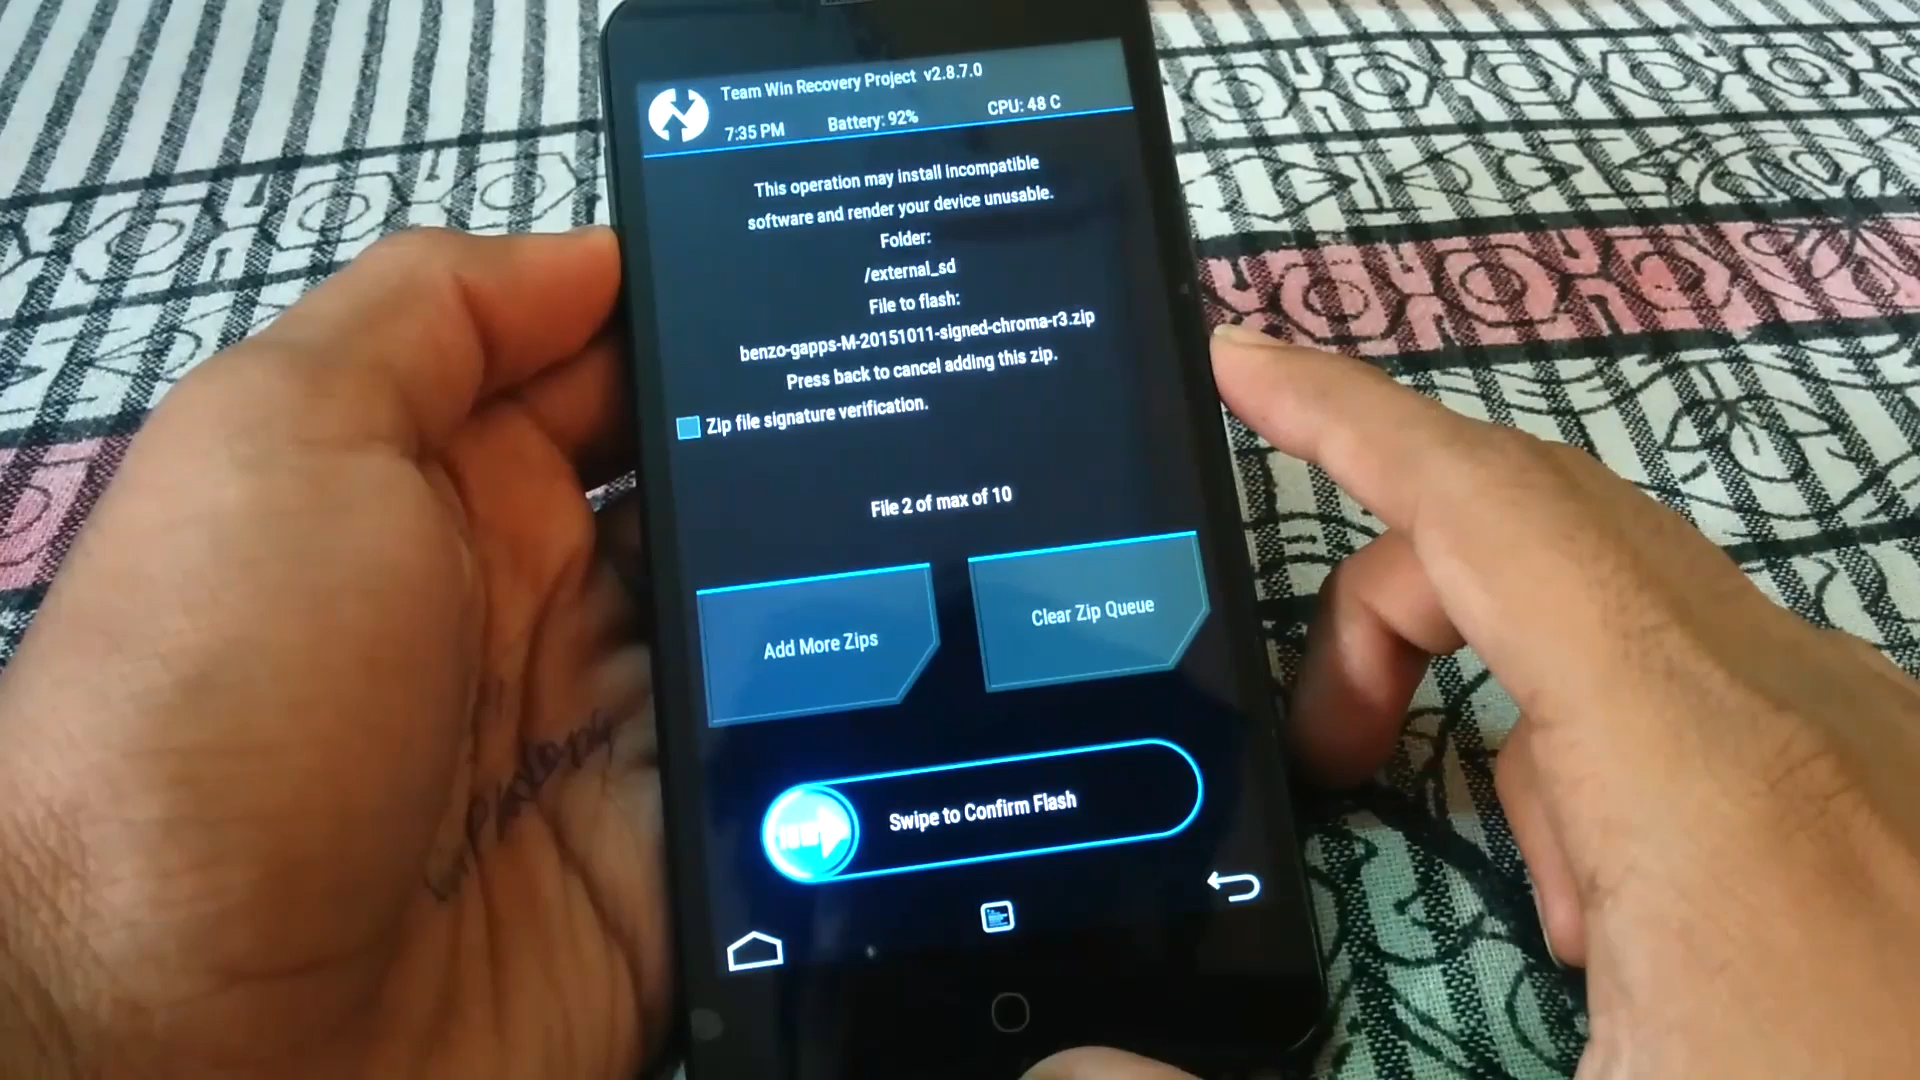 Team Win Recovery Project v2.8.7.0
7:35 PM Battery: 92% CPU: 48 C
This operation may install incompatible
software and render your device unusable.
Folder:
/external_sd
File to flash:
benzo-gapps-M-20151011-signed-chroma-r3.zip
Press back to cancel adding this zip.
Zip file signature verification.
File 2 of max of 10
Add More Zips
Clear Zip Queue
Swipe to Confirm Flash